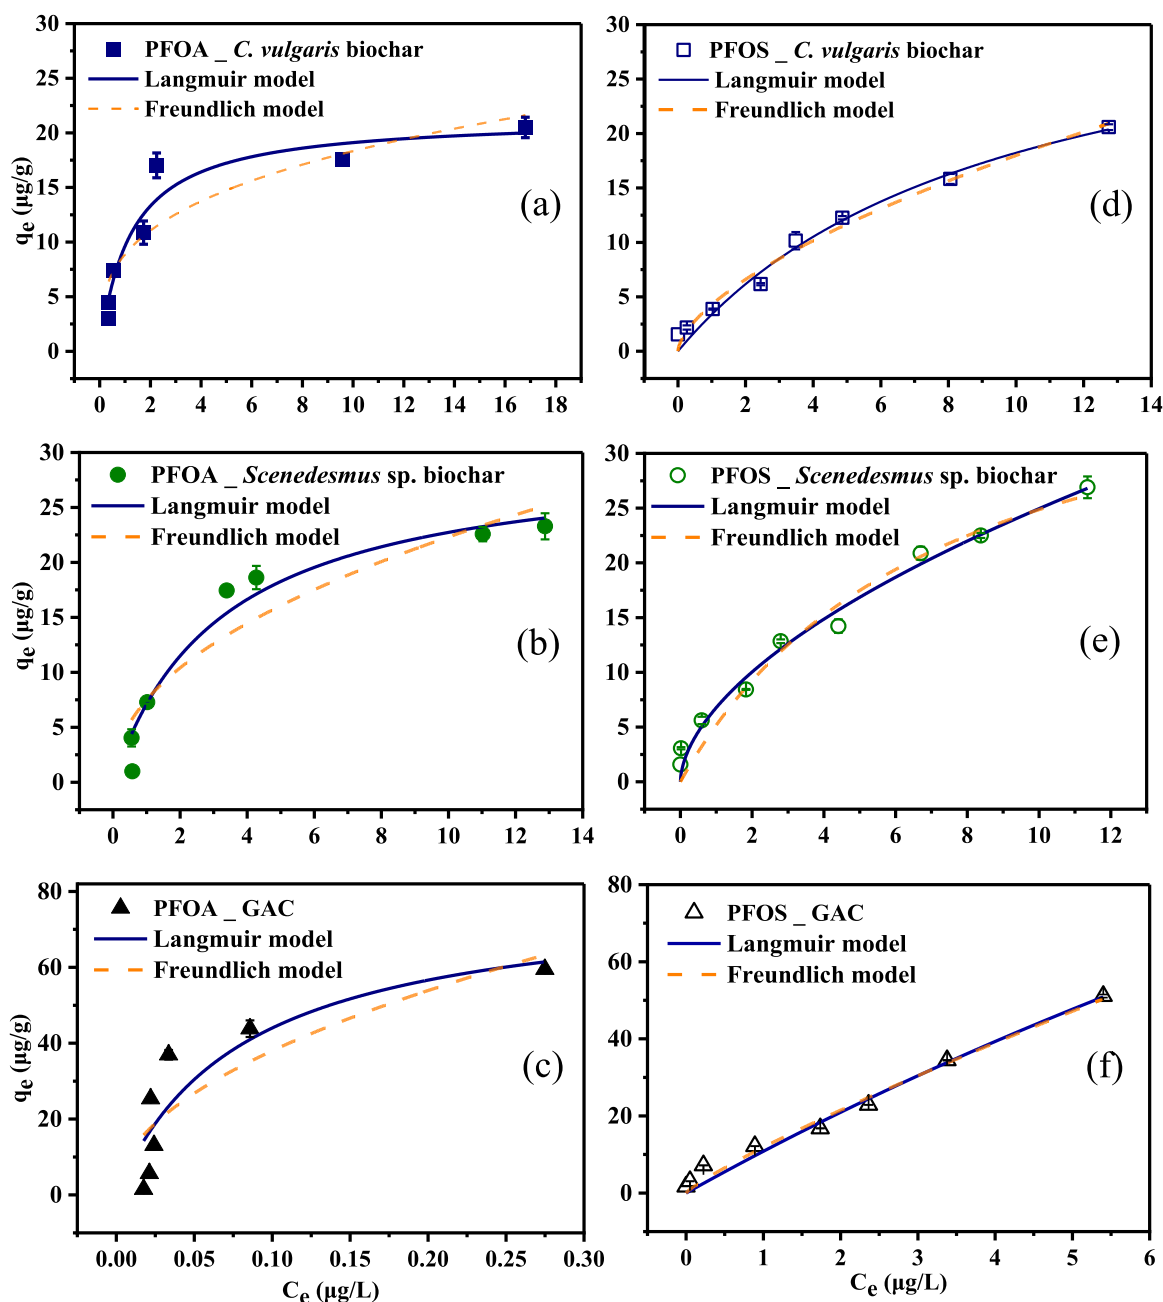 30
25
20
15
10
5
0
qe (µg/g)
PFOA _ C. vulgaris biochar
Langmuir model
Freundlich model
(a)
0 2 4 6 8 10 12 14 16 18
30
25
20
15
10
5
0
PFOS _ C. vulgaris biochar
Langmuir model
Freundlich model
(d)
0 2 4 6 8 10 12 14
30
25
20
15
10
5
0
qe (µg/g)
PFOA _ Scenedesmus sp. biochar
Langmuir model
Freundlich model
(b)
0 2 4 6 8 10 12 14
30
25
20
15
10
5
0
PFOS _ Scenedesmus sp. biochar
Langmuir model
Freundlich model
(e)
0 2 4 6 8 10 12
80
60
40
20
0
qe (µg/g)
PFOA _ GAC
Langmuir model
Freundlich model
(c)
0.00 0.05 0.10 0.15 0.20 0.25 0.30
Ce (µg/L)
80
60
40
20
0
PFOS _ GAC
Langmuir model
Freundlich model
(f)
0 1 2 3 4 5 6
Ce (µg/L)